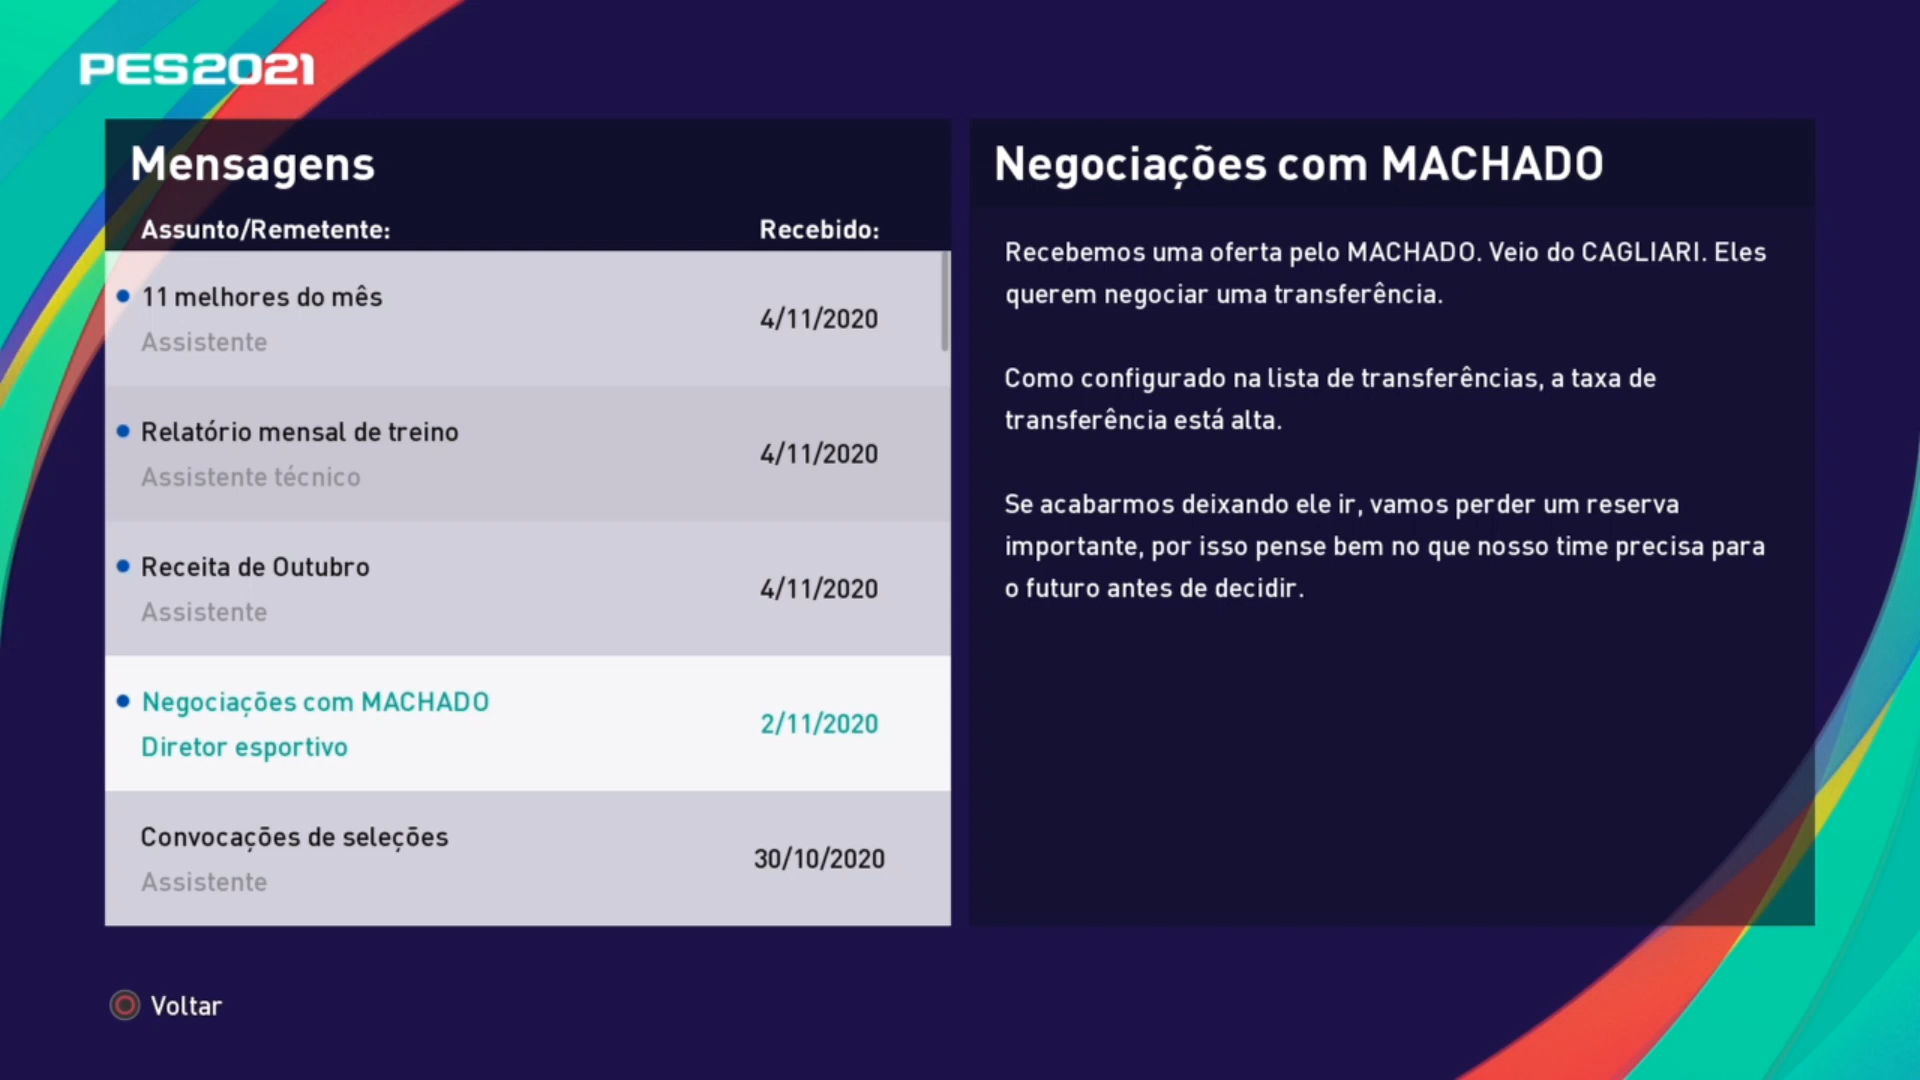 PES2021
Mensagens
Assunto/Remetente: Recebido:
11 melhores do mês
Assistente
4/11/2020
Relatório mensal de treino
Assistente técnico
4/11/2020
Receita de Outubro
Assistente
4/11/2020
Negociações com MACHADO
Diretor esportivo
2/11/2020
Convocações de seleções
Assistente
30/10/2020
Negociações com MACHADO
Recebemos uma oferta pelo MACHADO. Veio do CAGLIARI. Eles
querem negociar uma transferência.
Como configurado na lista de transferências, a taxa de
transferência está alta.
Se acabarmos deixando ele ir, vamos perder um reserva
importante, por isso pense bem no que nosso time precisa para
o futuro antes de decidir.
Voltar